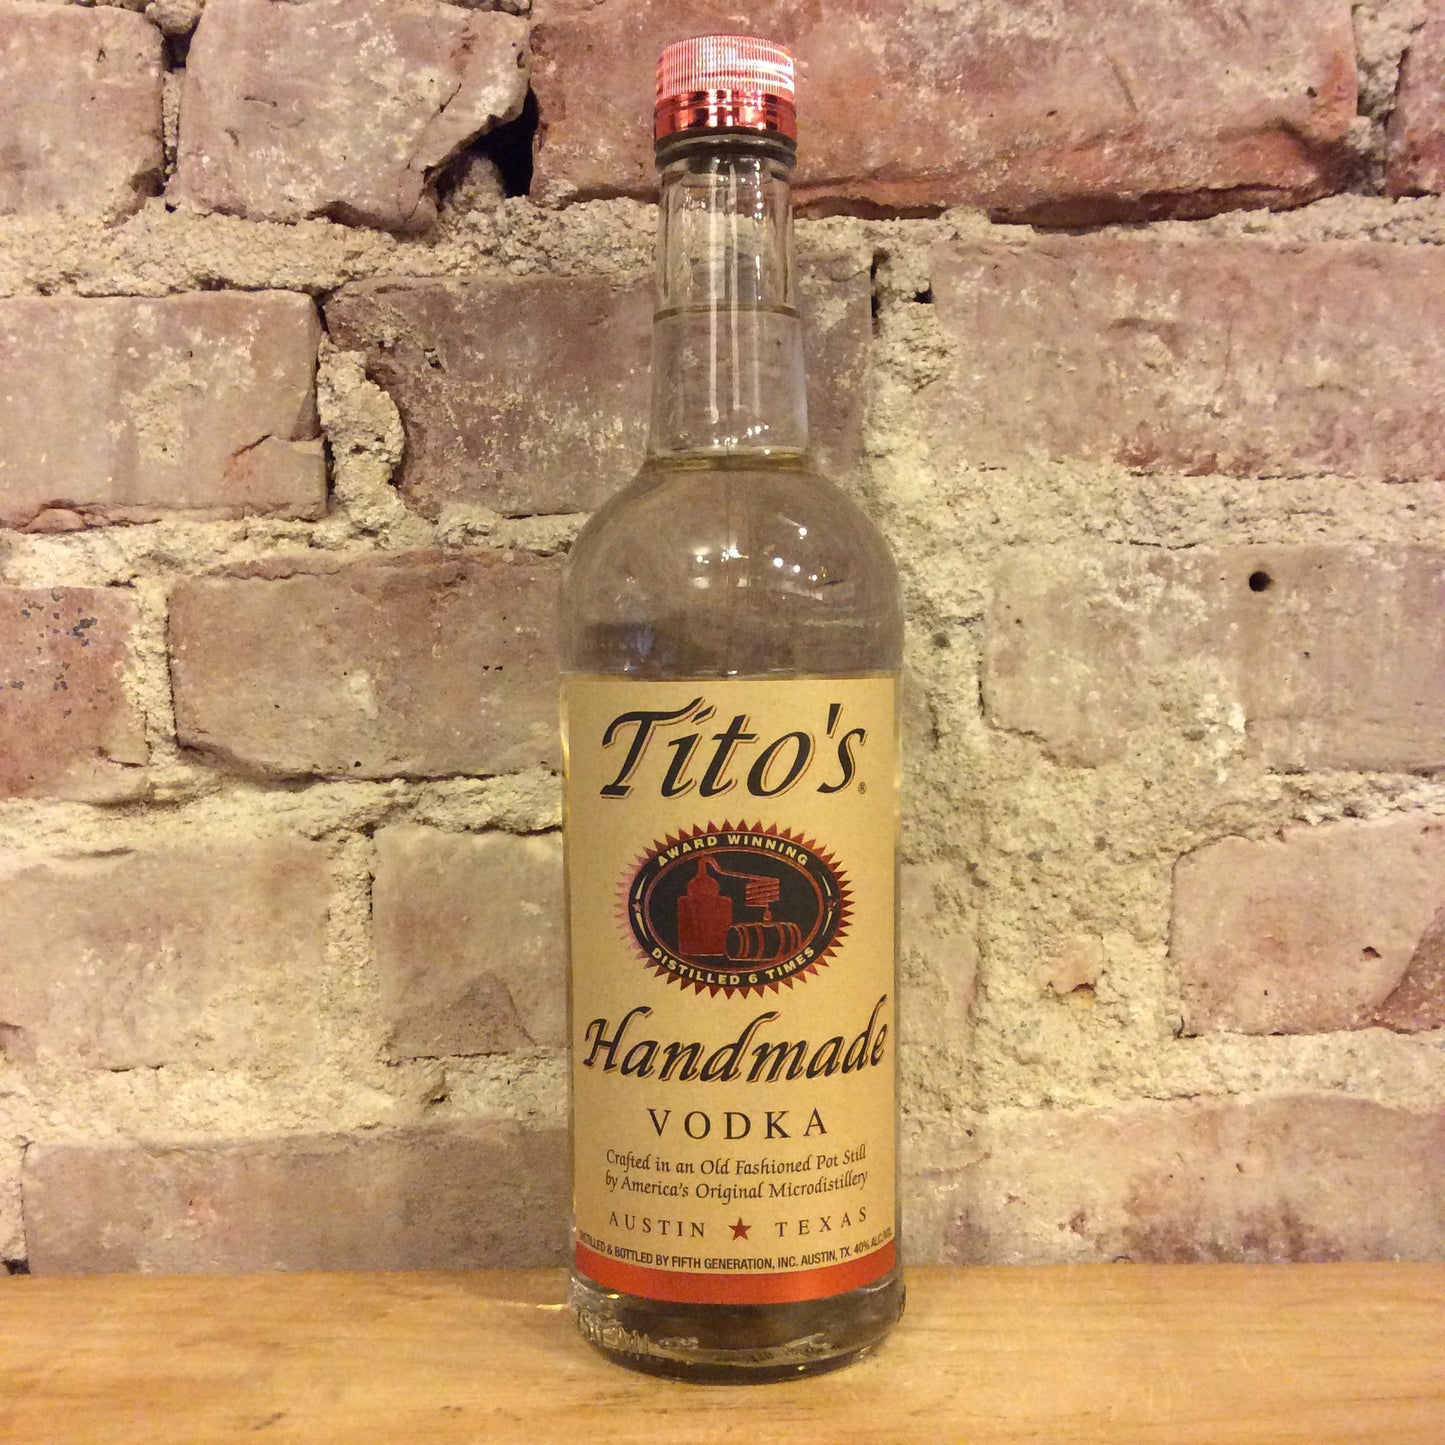 Tito's®
AWARD WINNING
DISTILLED 6 TIMES
Handmade
VODKA
Crafted in an Old Fashioned Pot Still
by America's Original Microdistillery
AUSTIN ★ TEXAS
DISTILLED & BOTTLED BY FIFTH GENERATION, INC. AUSTIN, TX. 40% ALC./VOL.